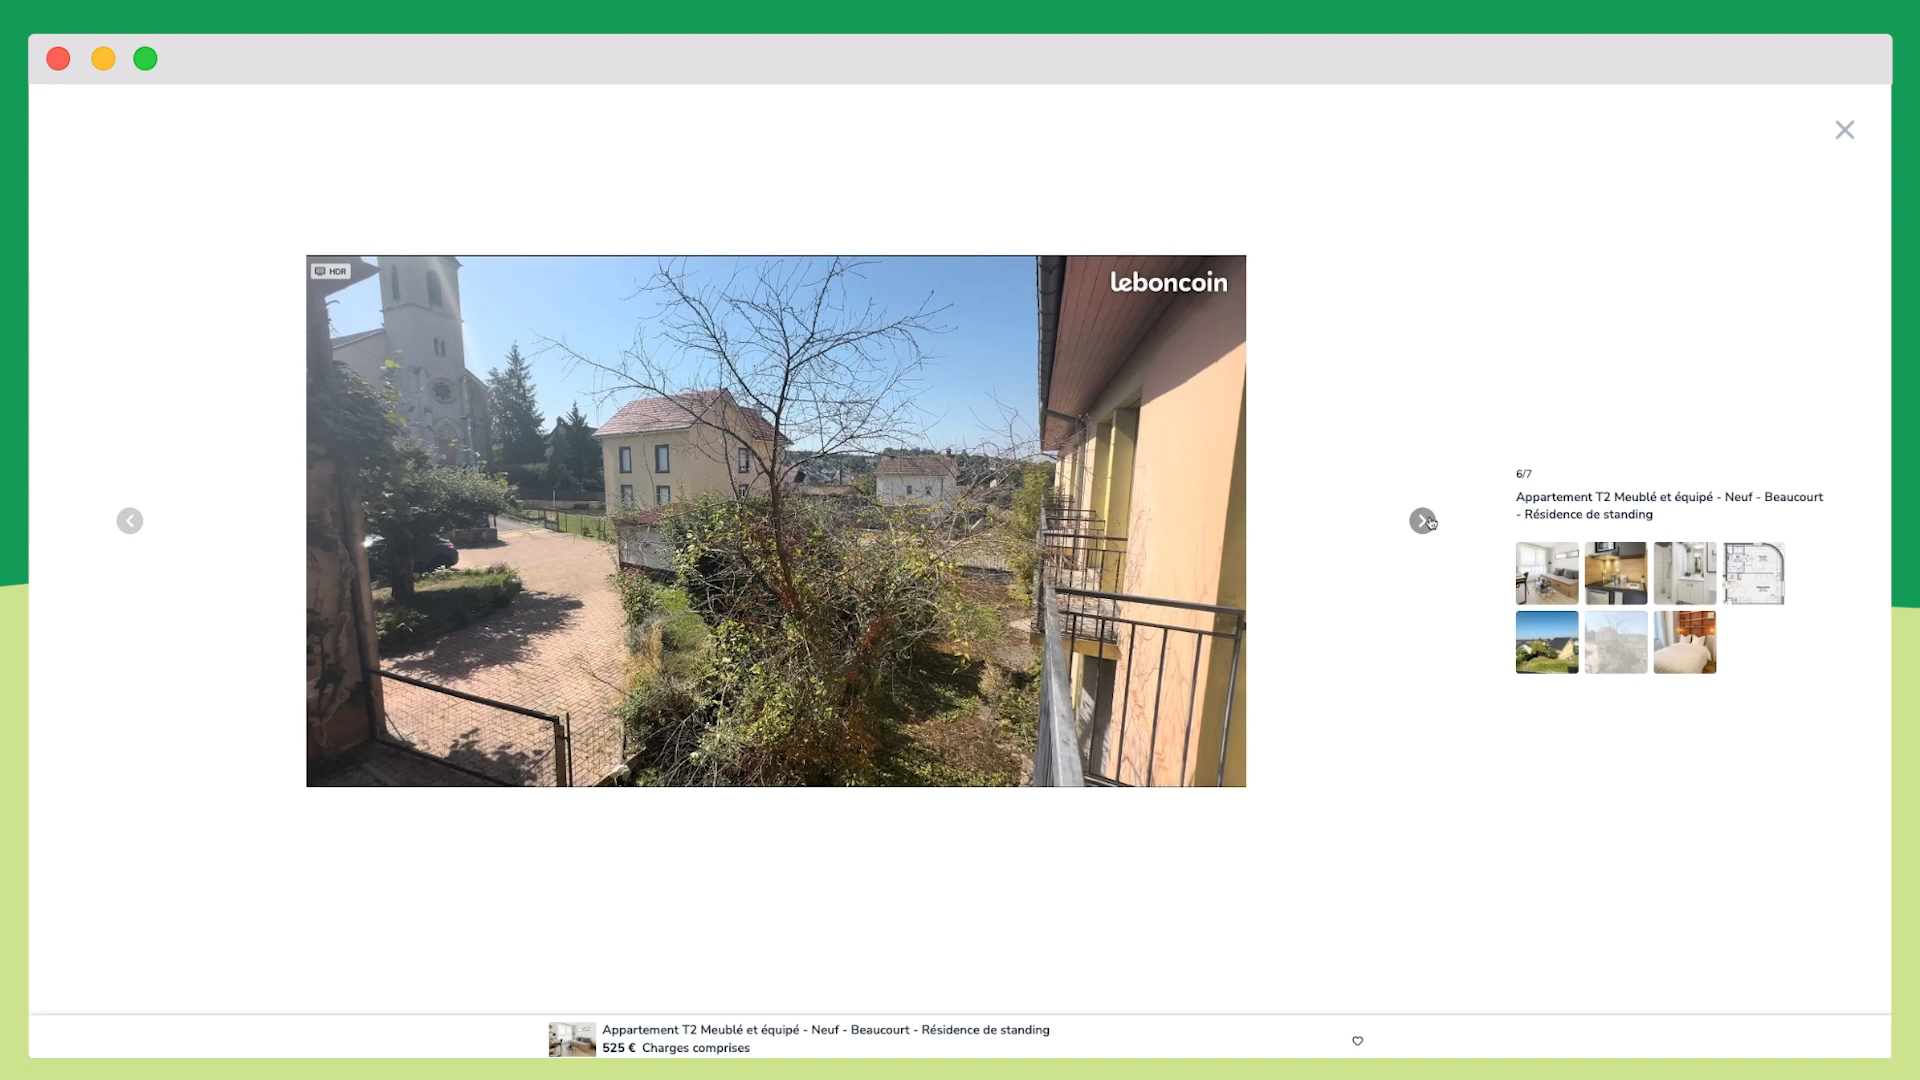 HDR
leboncoin
6/7
Appartement T2 Meublé et équipé - Neuf - Beaucourt
- Résidence de standing
Appartement T2 Meublé et équipé - Neuf - Beaucourt - Résidence de standing
525 € Charges comprises